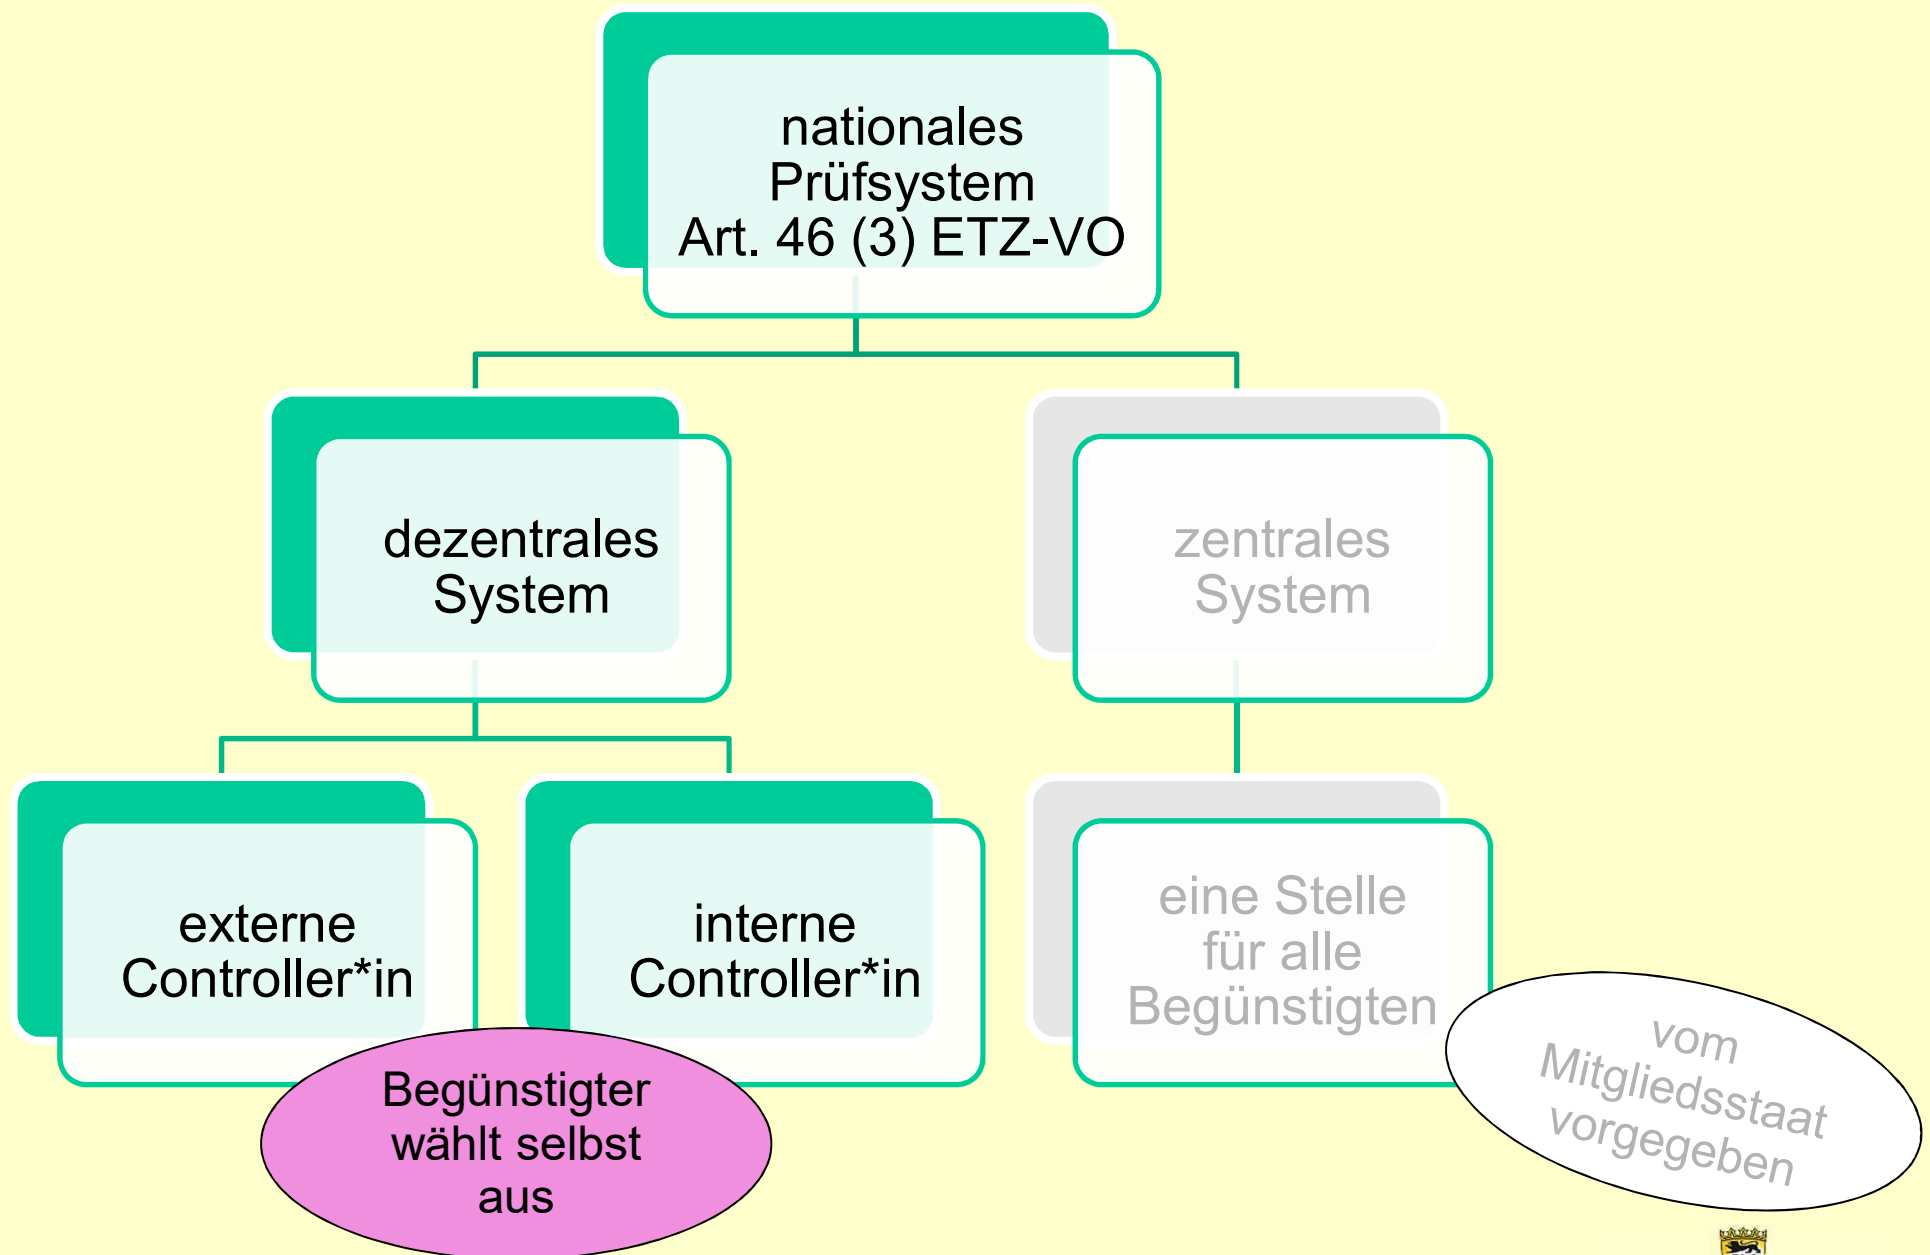 nationales
Prüfsystem
Art. 46 (3) ETZ-VO
dezentrales
System
zentrales
System
externe
Controller*in
interne
Controller*in
eine Stelle
für alle
Begünstigten
Begünstigter
wählt selbst
aus
vom
Mitgliedsstaat
vorgegeben